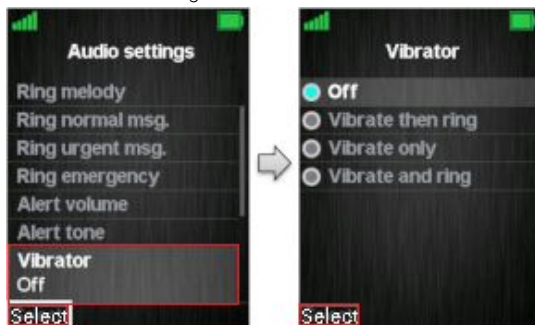 Audio settings
Ring melody
Ring normal msg.
Ring urgent msg.
Ring emergency
Alert volume
Alert tone
Vibrator
Off
Select
Vibrator
Off
Vibrate then ring
Vibrate only
Vibrate and ring
Select